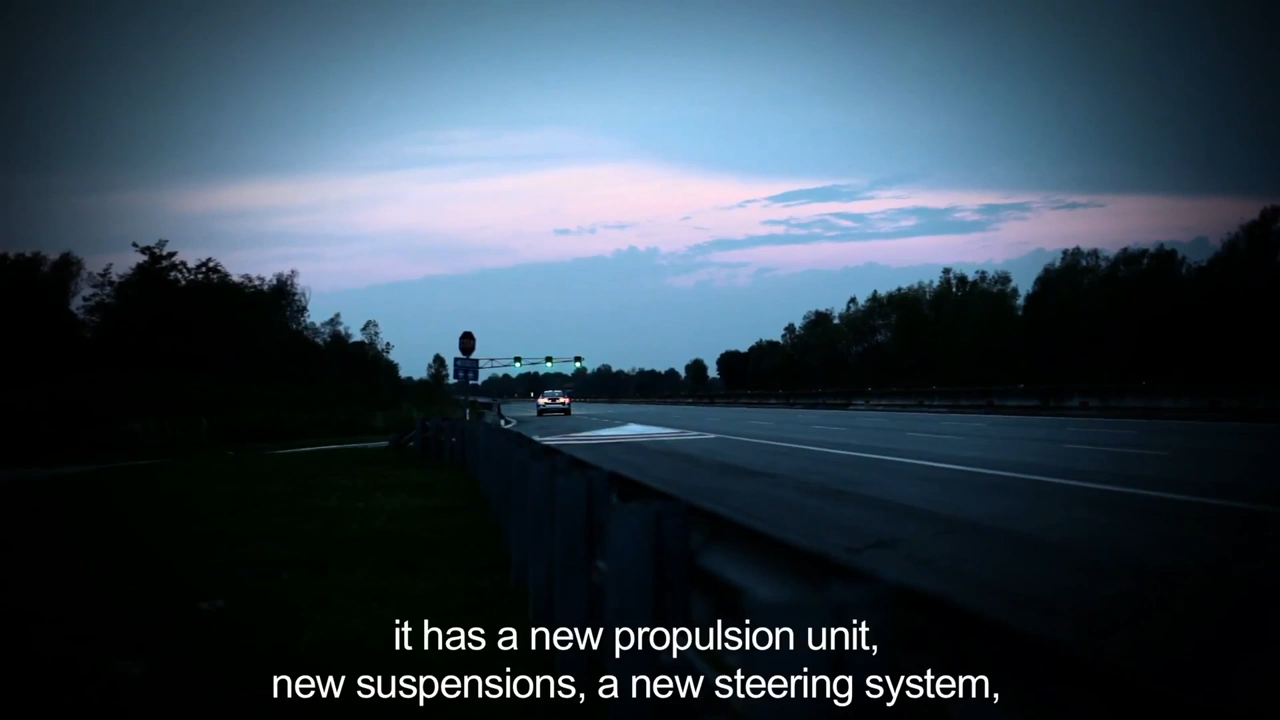 it has a new propulsion unit,
new suspensions, a new steering system,